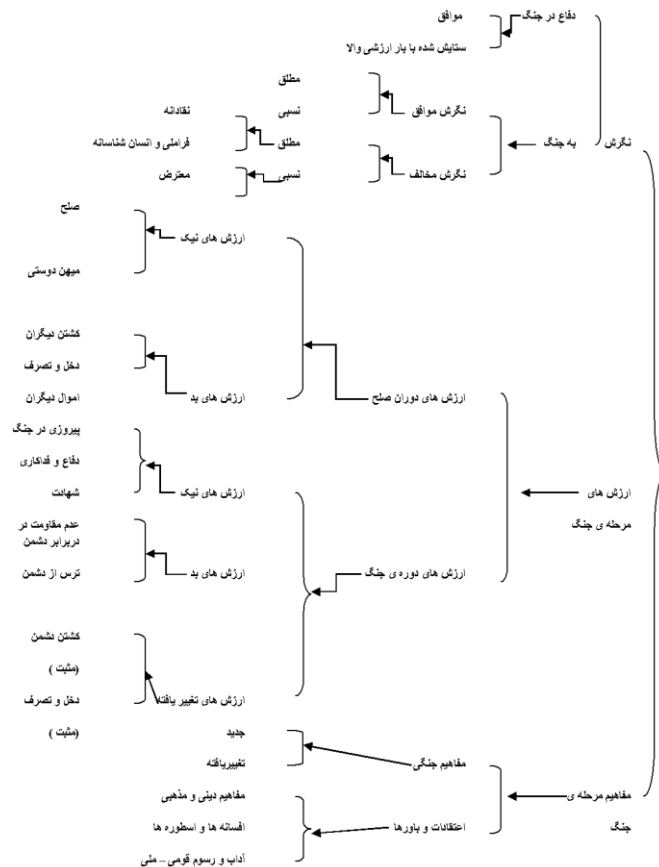 دفاع در جنگ
موافق
ستایش شده با بار ارزشی والا
نگرش
به جنگ
نگرش موافق
مطلق
نسبی
نگرش مخالف
مطلق
نقادانه
فراملی و انسان شناسانه
نسبی
معترض
ارزش های
مرحله ی جنگ
ارزش های دوران صلح
ارزش های نیک
صلح
میهن دوستی
ارزش های بد
کشتن دیگران
دخل و تصرف
اموال دیگران
ارزش های دوره ی جنگ
ارزش های نیک
پیروزی در جنگ
دفاع و فداکاری
شهادت
ارزش های بد
عدم مقاومت در
دربرابر دشمن
ترس از دشمن
ارزش های تغییر یافته
کشتن دشمن
(مثبت )
دخل و تصرف
(مثبت )
مفاهیم مرحله ی
جنگ
مفاهیم جنگی
جدید
تغییریافته
اعتقادات و باورها
مفاهیم دینی و مذهبی
افسانه ها و اسطوره ها
آداب و رسوم قومی – ملی